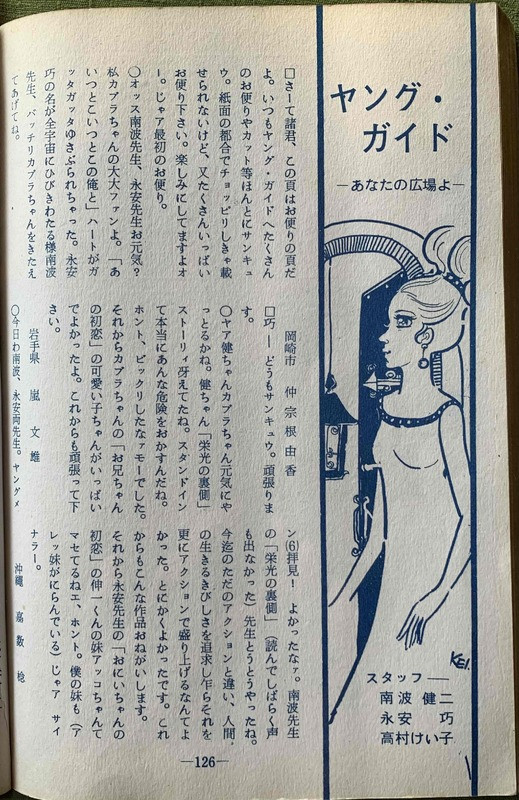 ヤング・
ガイド
―あなたの広場よ―
KEI.
スタッフ――
南波健二
永安 巧
高村けい子
□さーて諸君、この頁はお便りの頁だ
よ。いつもヤング・ガイドへたくさん
のお便りやカット等ほんとにサンキュ
ウ。紙面の都合でチョッピリしきゃ載
せられないけど、又たくさんいっぱい
お便り下さい。楽しみにしてますよオ
ー。じゃア最初のお便り。
○オッス南波先生、永安先生お元気?
私カブラちゃんの大大ファンよ。「あ
いつとこいつとこの俺と」ハートがガ
ッタガッタゆさぶられちゃった。永安
巧の名が全宇宙にひびきわたる様南波
先生、バッチリカブラちゃんをきたえ
てあげてね。
岡崎市 仲宗根由香
□巧―どうもサンキュウ。頑張りま
す。
○ヤア健ちゃんカブラちゃん元気にや
っとるかね。健ちゃん「栄光の裏側」
ストーリィ冴えてたね。スタンドイン
て本当にあんな危険をおかすんだね。
ホント、ビックリしたなァモーでした。
それからカブラちゃんの「お兄ちゃん
の初恋」の可愛い子ちゃんがいっぱい
でよかったよ。これからも頑張って下
さい。
岩手県 嵐 文雄
○今日わ南波、永安両先生。ヤングメ
ン⑹拝見! よかったなァ。南波先生
の「栄光の裏側」(読んでしばらく声
も出なかった)先生とうとうやったね。
今迄のただのアクションと違い、人間
の生きるきびしさを追求し乍らそれを
更にアクションで盛り上げるなんてよ
かった。とにかくよかったです。これ
からもこんな作品おねがいします。
それから永安先生の「おにいちゃんの
初恋」の伸一くんの妹アッコちゃんて
マセてるねエ、ホント。僕の妹も(ア
レッ妹がにらんでいる)じゃア サイ
ナラー。
沖縄 嘉数 稔
―126―